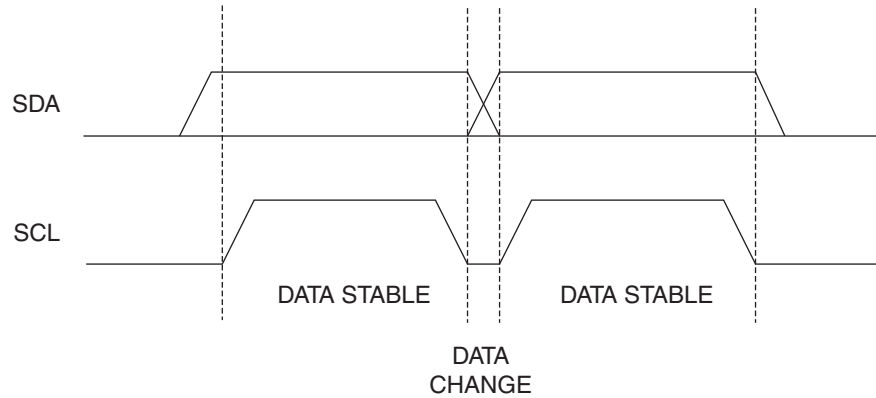 SDA
SCL
DATA STABLE
DATA STABLE
DATA
CHANGE